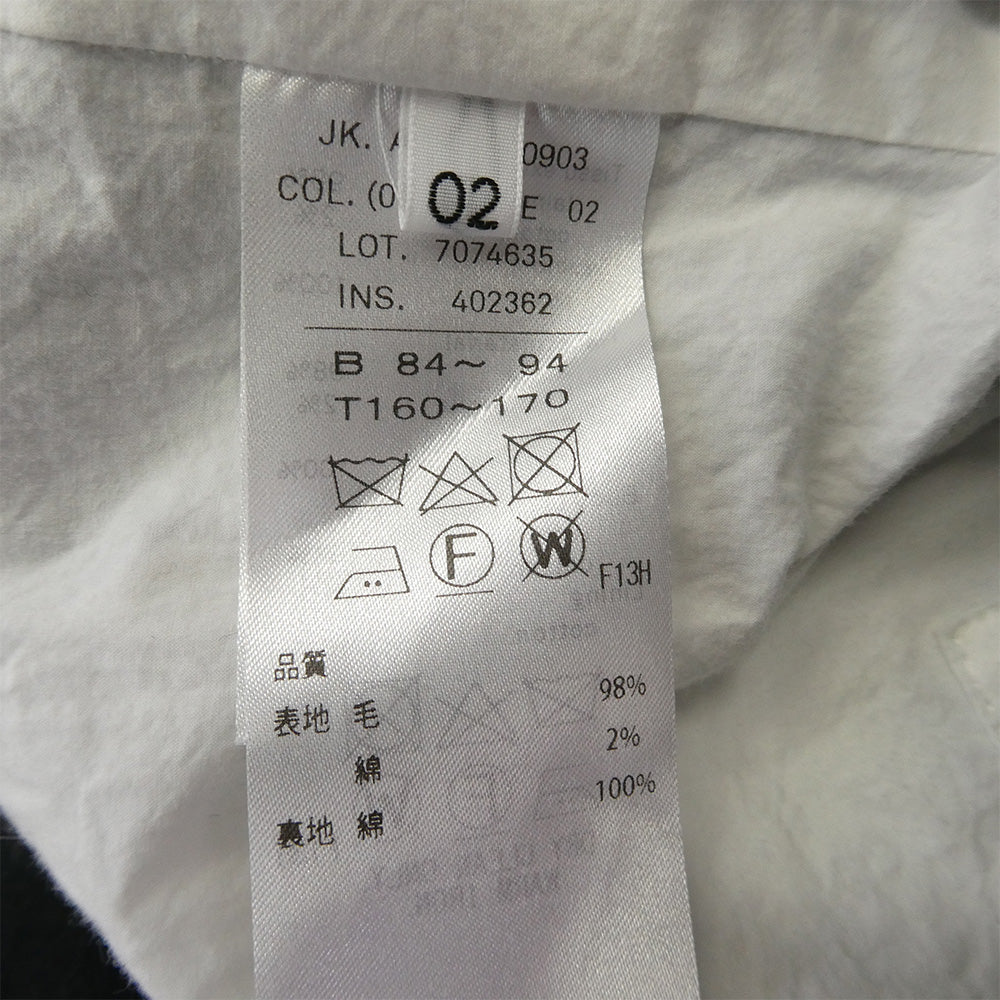 JK. 0903
COL. (0 E 02
02
LOT. 7074635
INS. 402362
B 84~ 94
T160~170
F
W
F13H
品質
表地 毛 98%
綿 2%
裏地 綿 100%